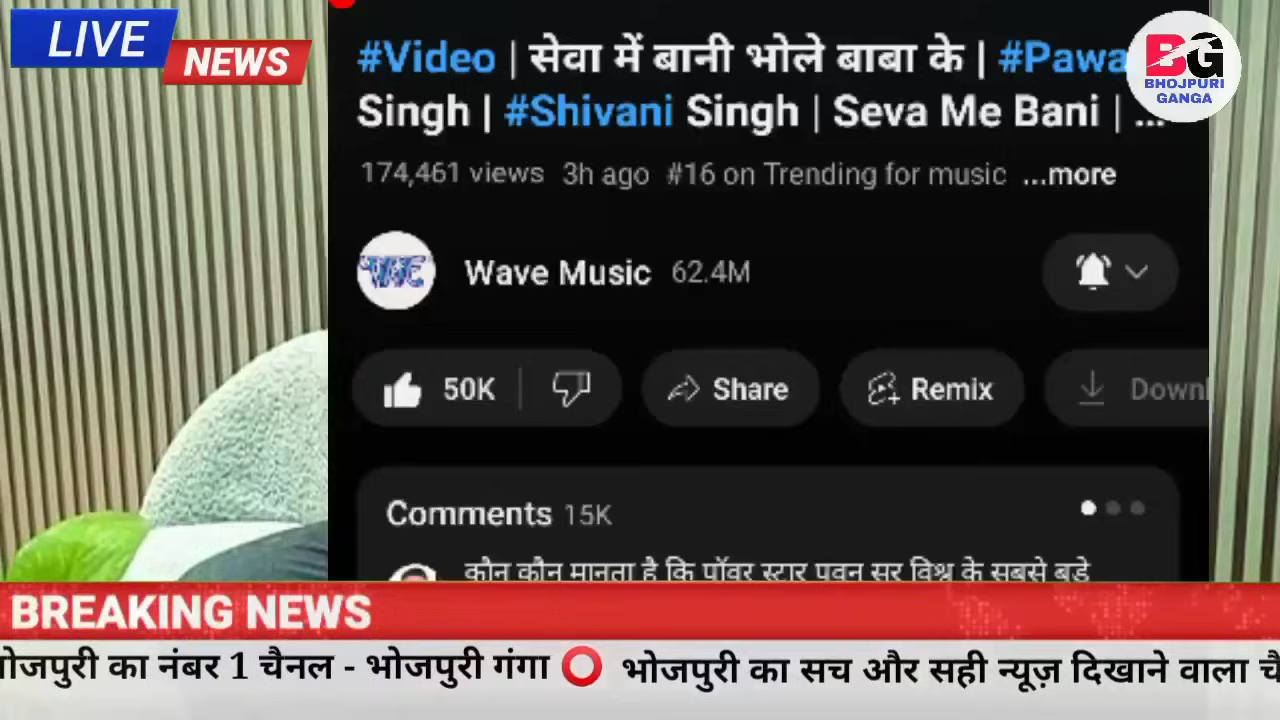 LIVE
NEWS
#Video | सेवा में बानी भोले बाबा के | #Pawa
BG
BHOJPURI
GANGA
Singh | #Shivani Singh | Seva Me Bani | ...
174,461 views 3h ago #16 on Trending for music ...more
WAVE
Wave Music 62.4M
50K
Share
Remix
Downl
Comments 15K
कौन कौन मानता है कि पॉवर स्टार पवन सर विश्व के सबसे बड़े
BREAKING NEWS
भोजपुरी का नंबर 1 चैनल - भोजपुरी गंगा ⭕ भोजपुरी का सच और सही न्यूज़ दिखाने वाला चै